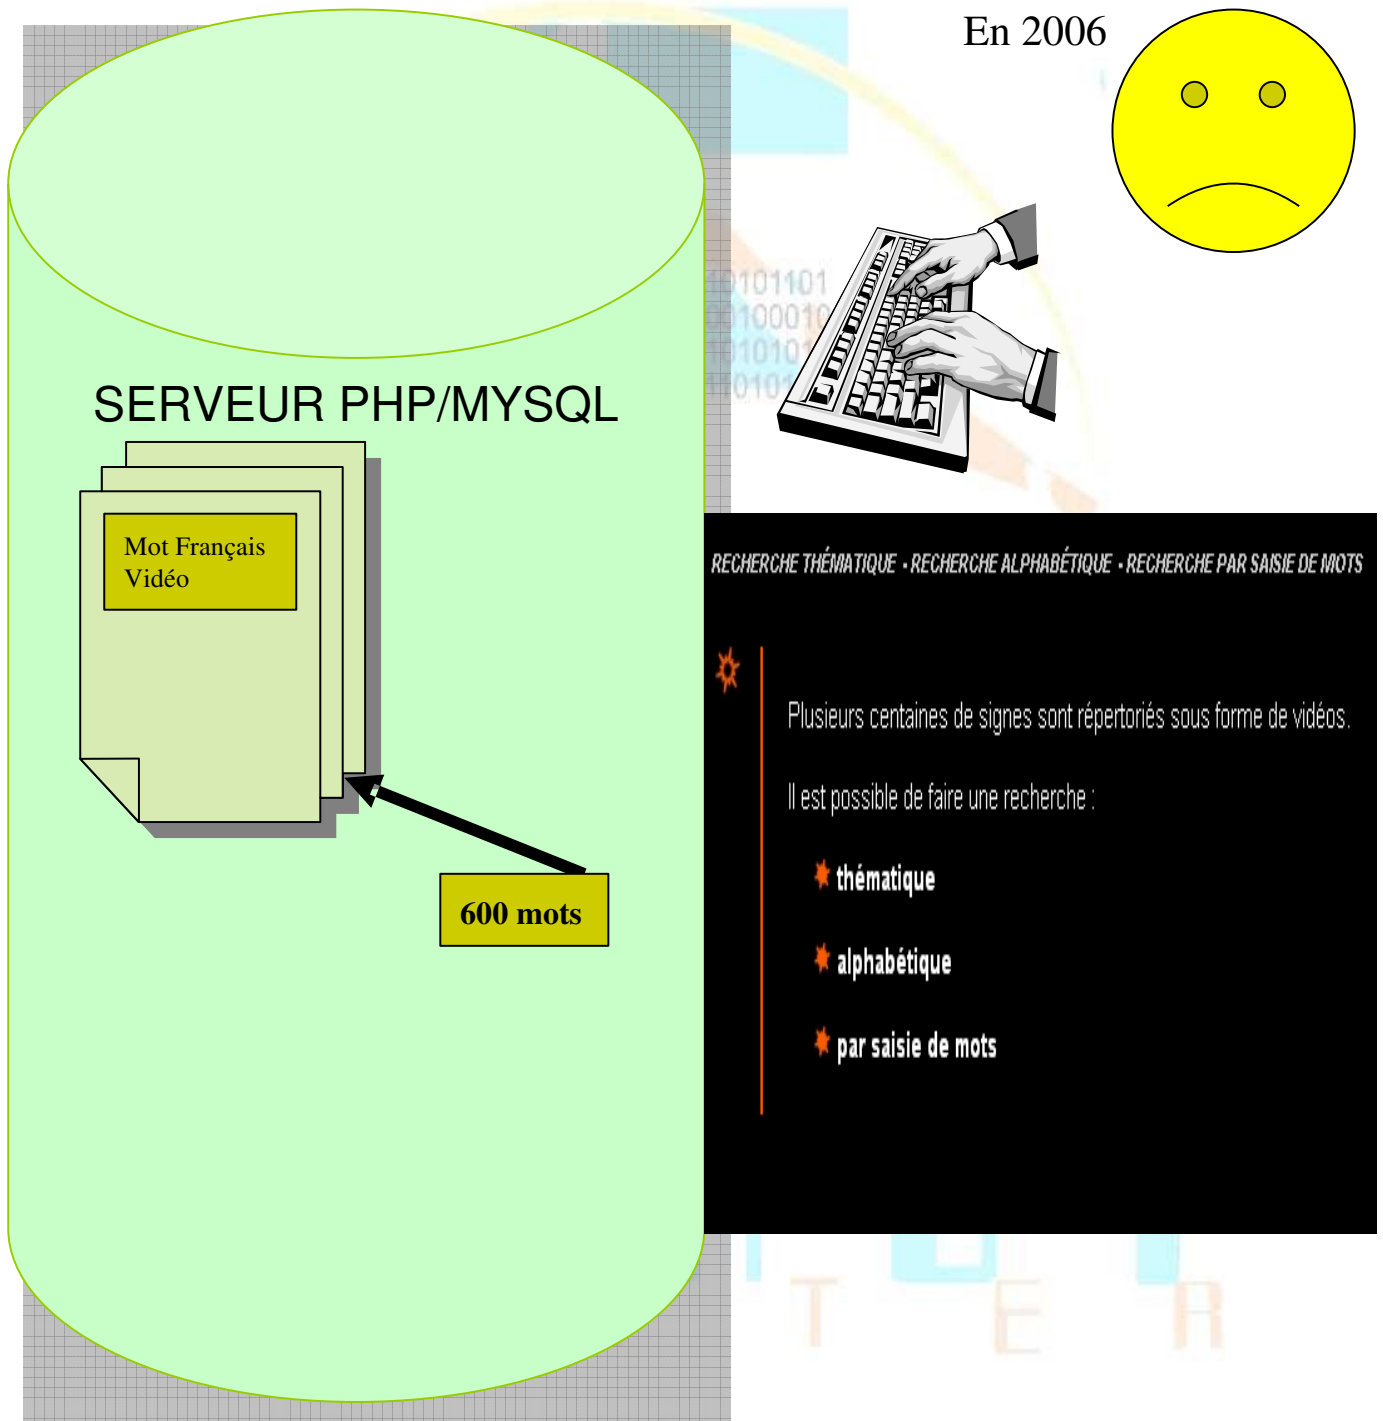 En 2006
10101101
SERVEUR PHP/MYSQL
Mot Français
Vidéo
600 mots
RECHERCHE THÉMATIQUE - RECHERCHE ALPHABÉTIQUE - RECHERCHE PAR SAISIE DE MOTS
Plusieurs centaines de signes sont répertoriés sous forme de vidéos.
Il est possible de faire une recherche :
thématique
alphabétique
par saisie de mots
T E R